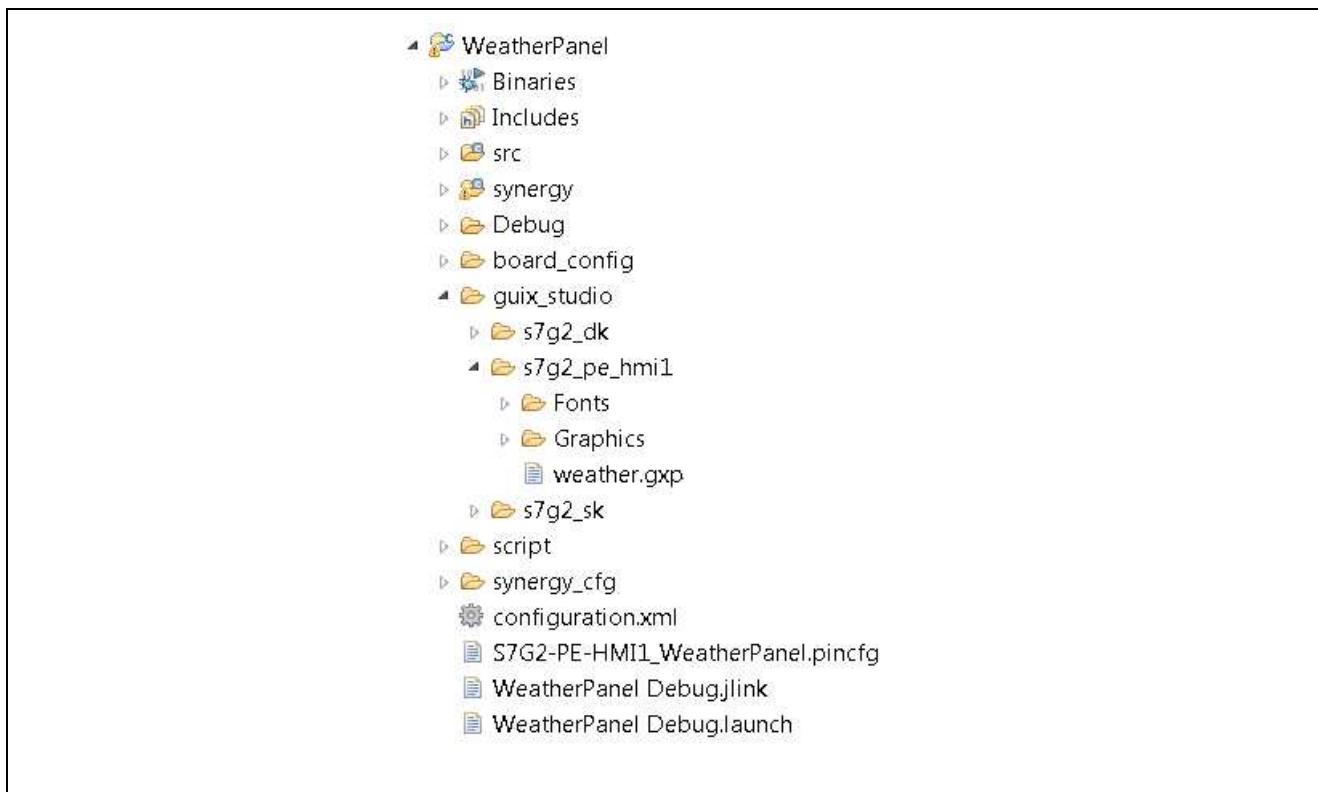 WeatherPanel
Binaries
Includes
src
synergy
Debug
board_config
guix_studio
s7g2_dk
s7g2_pe_hmi1
Fonts
Graphics
weather.gxp
s7g2_sk
script
synergy_cfg
configuration.xml
S7G2-PE-HMI1_WeatherPanel.pincfg
WeatherPanel Debug.jlink
WeatherPanel Debug.launch